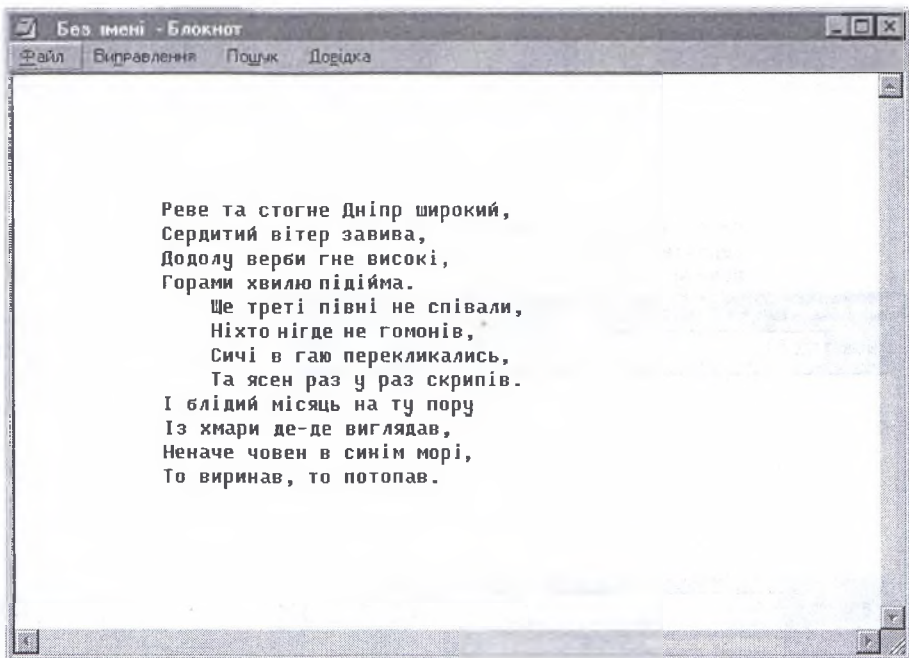 Без імені - Блокнот
Файл Виправлення Пошук Довідка
Реве та стогне Дніпр широкий,
Сердитий вітер завива,
Додолу верби гне високі,
Горами хвилю підійма.
Ще треті півні не співали,
Ніхто нігде не гомонів,
Сичі в гаю перекликались,
Та ясен раз у раз скрипів.
І блідий місяць на ту пору
Із хмари де-де виглядав,
Неначе човен в синім морі,
То виринав, то потопав.